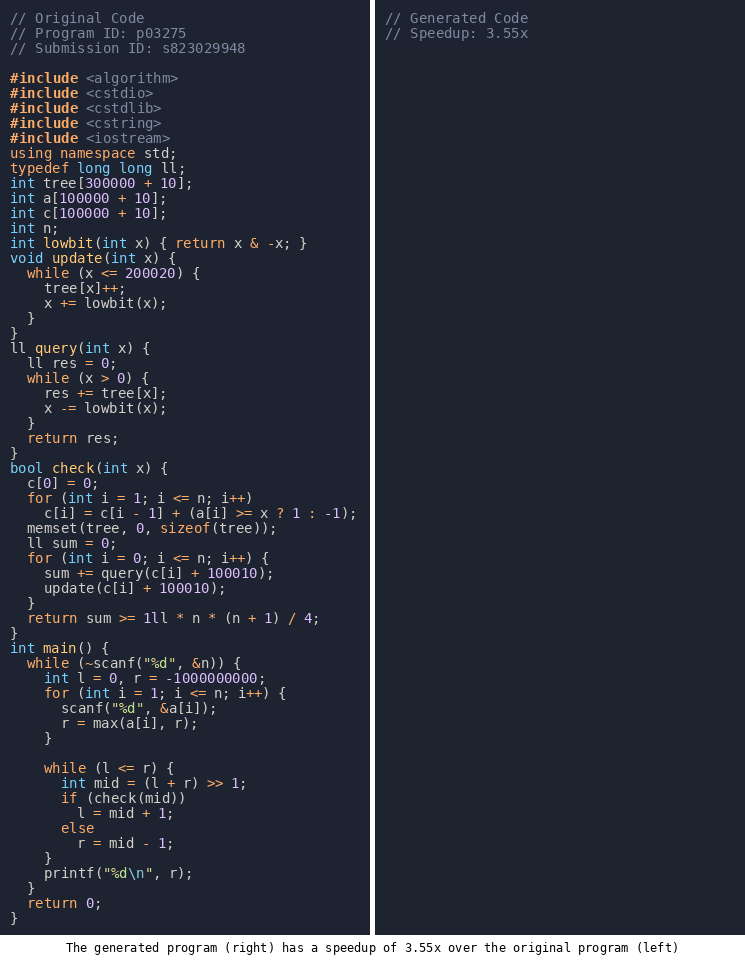 // Original Code
// Program ID: p03275
// Submission ID: s823029948

#include <algorithm>
#include <cstdio>
#include <cstdlib>
#include <cstring>
#include <iostream>
using namespace std;
typedef long long ll;
int tree[300000 + 10];
int a[100000 + 10];
int c[100000 + 10];
int n;
int lowbit(int x) { return x & -x; }
void update(int x) {
  while (x <= 200020) {
    tree[x]++;
    x += lowbit(x);
  }
}
ll query(int x) {
  ll res = 0;
  while (x > 0) {
    res += tree[x];
    x -= lowbit(x);
  }
  return res;
}
bool check(int x) {
  c[0] = 0;
  for (int i = 1; i <= n; i++)
    c[i] = c[i - 1] + (a[i] >= x ? 1 : -1);
  memset(tree, 0, sizeof(tree));
  ll sum = 0;
  for (int i = 0; i <= n; i++) {
    sum += query(c[i] + 100010);
    update(c[i] + 100010);
  }
  return sum >= 1ll * n * (n + 1) / 4;
}
int main() {
  while (~scanf("%d", &n)) {
    int l = 0, r = -1000000000;
    for (int i = 1; i <= n; i++) {
      scanf("%d", &a[i]);
      r = max(a[i], r);
    }

    while (l <= r) {
      int mid = (l + r) >> 1;
      if (check(mid))
        l = mid + 1;
      else
        r = mid - 1;
    }
    printf("%d\n", r);
  }
  return 0;
}
// Generated Code
// Speedup: 3.55x
The generated program (right) has a speedup of 3.55x over the original program (left)